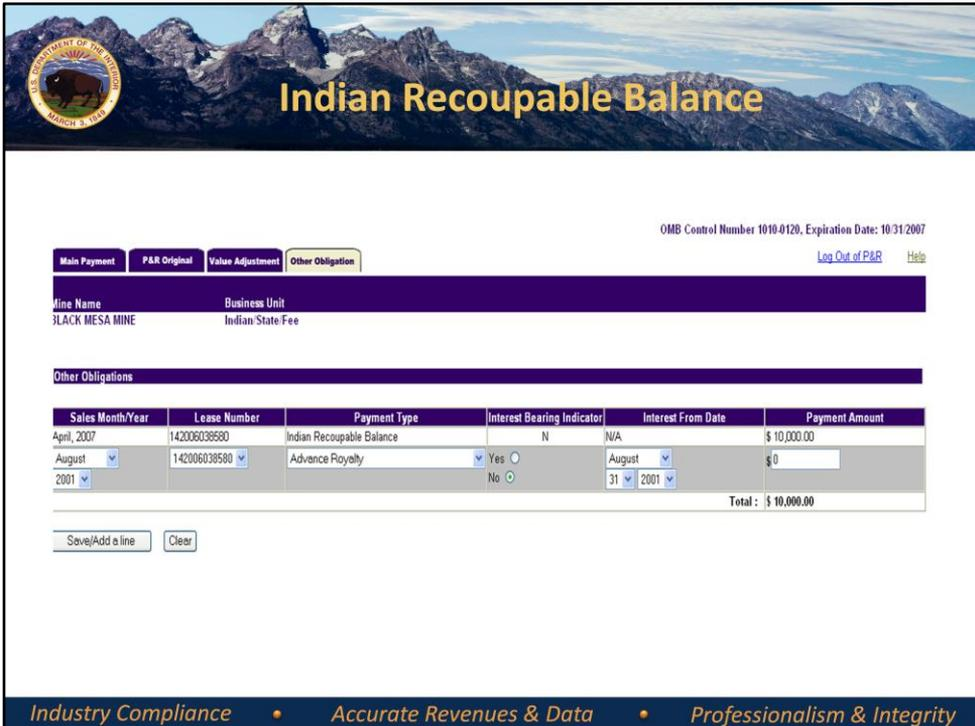 U.S. DEPARTMENT OF THE INTERIOR
MARCH 3, 1849
Indian Recoupable Balance
OMB Control Number 1010-0120, Expiration Date: 10/31/2007
Main Payment P&R Original Value Adjustment Other Obligation Log Out of P&R Help
Mine Name Business Unit
BLACK MESA MINE Indian/State/Fee
Other Obligations
Sales Month/Year Lease Number Payment Type Interest Bearing Indicator Interest From Date Payment Amount
April, 2007 142006038580 Indian Recoupable Balance N N/A $ 10,000.00
August 142006038580 Advance Royalty Yes August $ 0
2001 No 31 2001
Total : $ 10,000.00
Save/Add a line Clear
Industry Compliance • Accurate Revenues & Data • Professionalism & Integrity